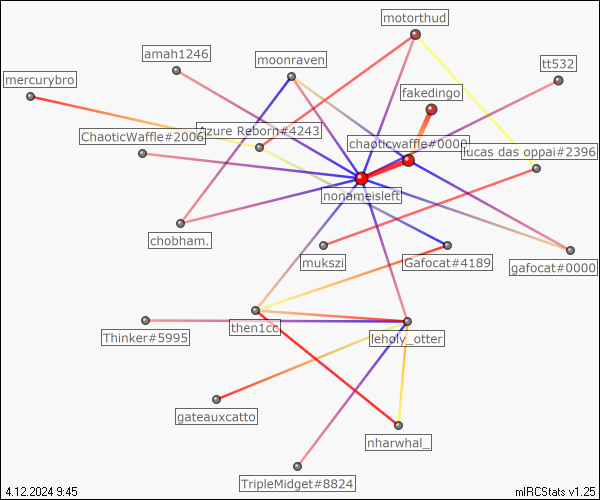 motorthud
amah1246
moonraven
tt532
mercurybro
fakedingo
Azure Reborn#4243
ChaoticWaffle#2006
chaoticwaffle#0000
lucas das oppai#2396
nonameisleft
chobham.
mukszi
Gafocat#4189
gafocat#0000
then1cc
Thinker#5995
leholy_otter
gateauxcatto
nharwhal_
TripleMidget#8824
4.12.2024 9:45
mIRCStats v1.25